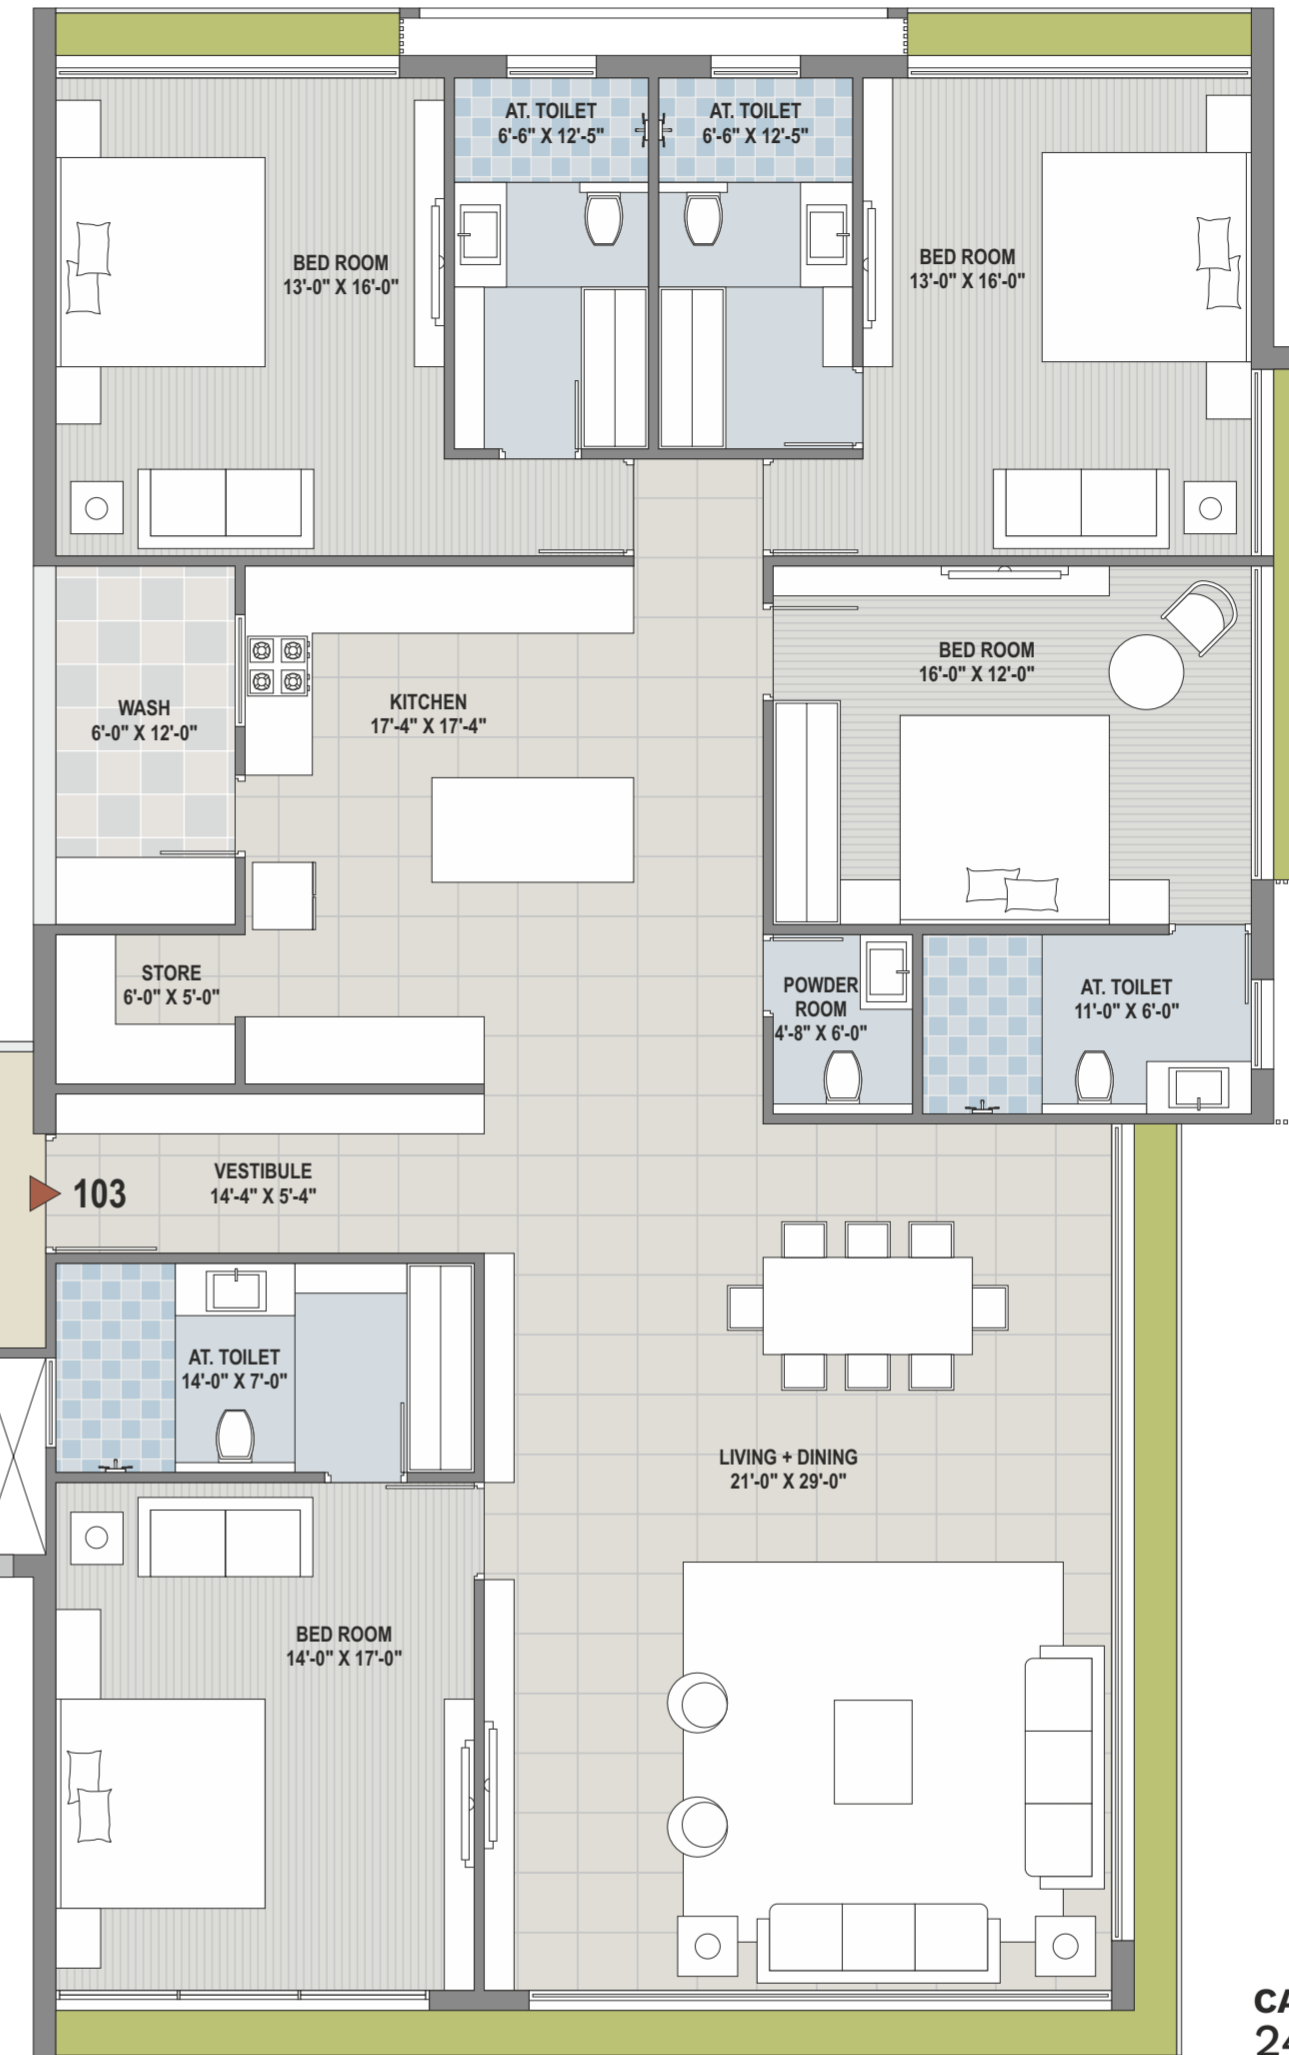 AT. TOILET
6'-6" X 12'-5"
AT. TOILET
6'-6" X 12'-5"
BED ROOM
13'-0" X 16'-0"
BED ROOM
13'-0" X 16'-0"
BED ROOM
16'-0" X 12'-0"
WASH
6'-0" X 12'-0"
KITCHEN
17'-4" X 17'-4"
STORE
6'-0" X 5'-0"
POWDER
ROOM
4'-8" X 6'-0"
AT. TOILET
11'-0" X 6'-0"
103
VESTIBULE
14'-4" X 5'-4"
AT. TOILET
14'-0" X 7'-0"
LIVING + DINING
21'-0" X 29'-0"
BED ROOM
14'-0" X 17'-0"